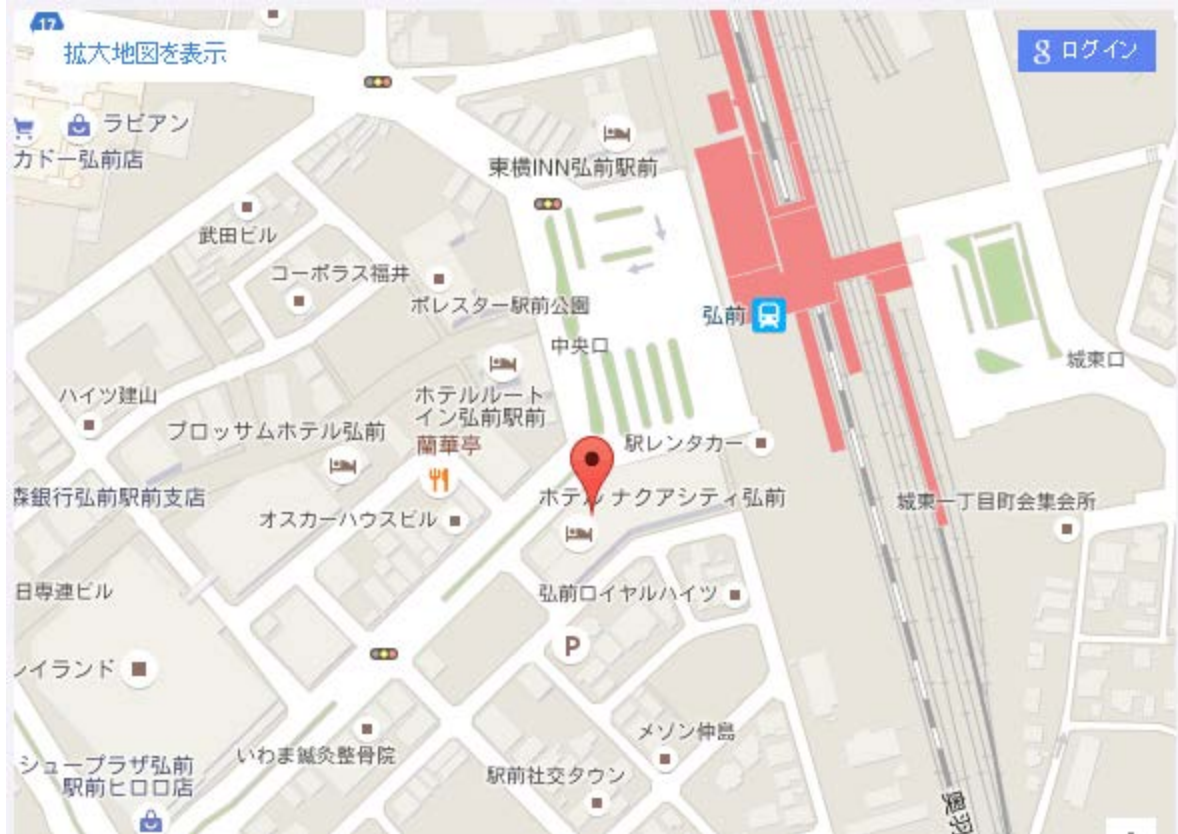 17
拡大地図を表示
g ログイン
ラビアン
カドー弘前店
東横INN弘前駅前
武田ビル
コーポラス福井
ポレスター駅前公園
弘前
中央口
城東口
ハイツ建山
ホテルルート
イン弘前駅前
ブロッサムホテル弘前
蘭華亭
駅レンタカー
森銀行弘前駅前支店
ホテル ナクアシティ弘前
城東一丁目町会集会所
オスカーハウスビル
日専連ビル
弘前ロイヤルハイツ
P
レイランド
メゾン仲島
いわま鍼灸整骨院
シュープラザ弘前
駅前ヒロロ店
駅前社交タウン
奥羽